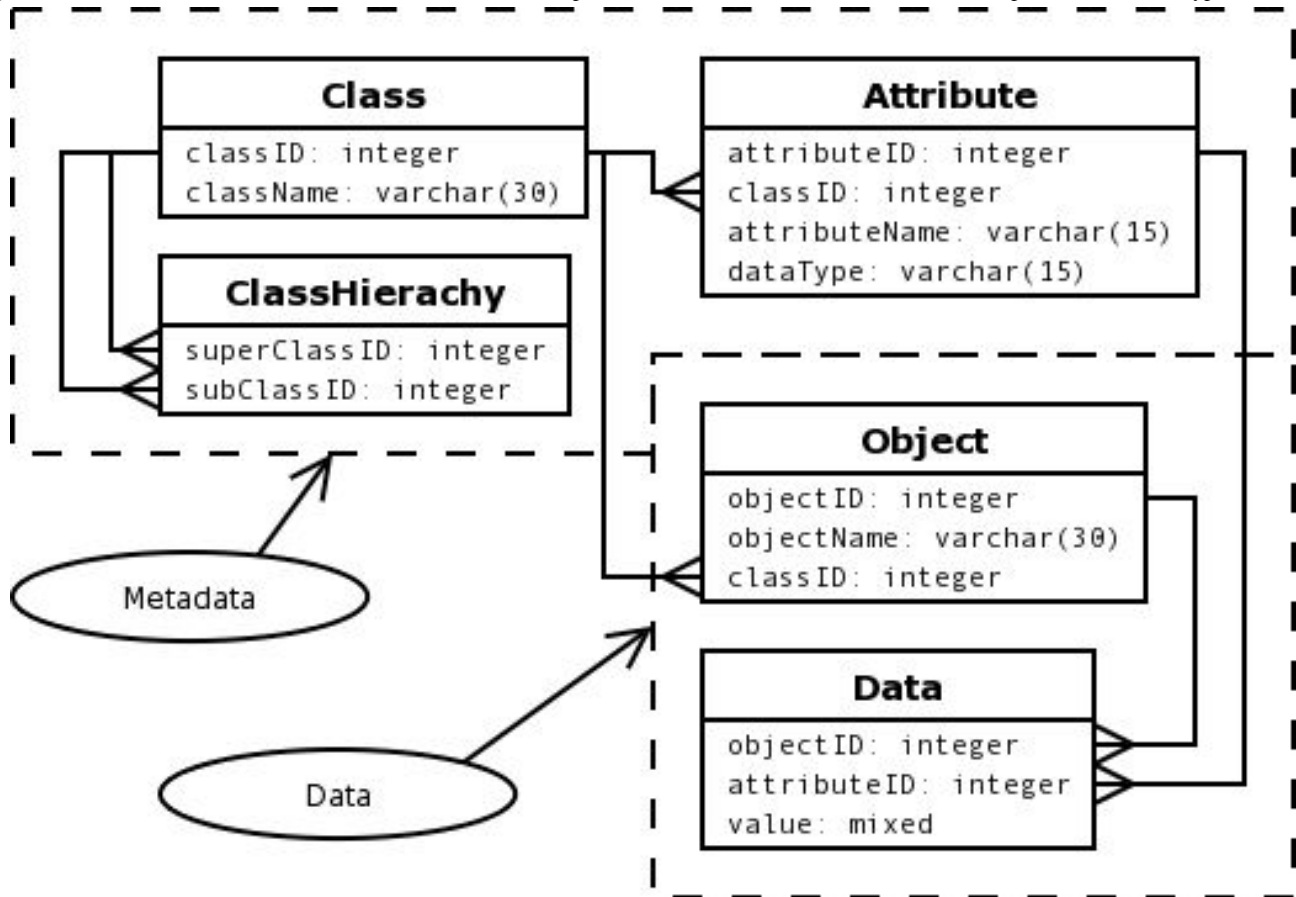 Class
classID: integer
className: varchar(30)
ClassHierachy
superClassID: integer
subClassID: integer
Attribute
attributeID: integer
classID: integer
attributeName: varchar(15)
dataType: varchar(15)
Object
objectID: integer
objectName: varchar(30)
classID: integer
Data
objectID: integer
attributeID: integer
value: mixed
Metadata
Data